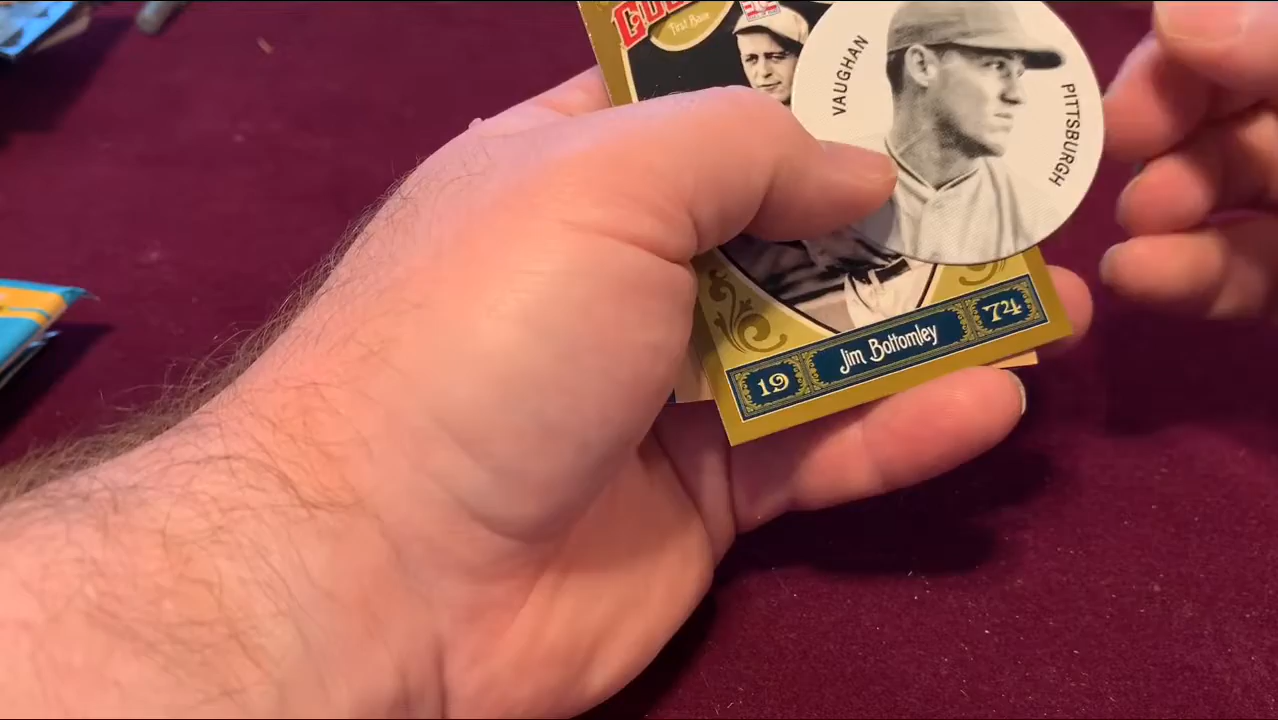 First Base
VAUGHAN
PITTSBURGH
19
Jim Bottomley
74